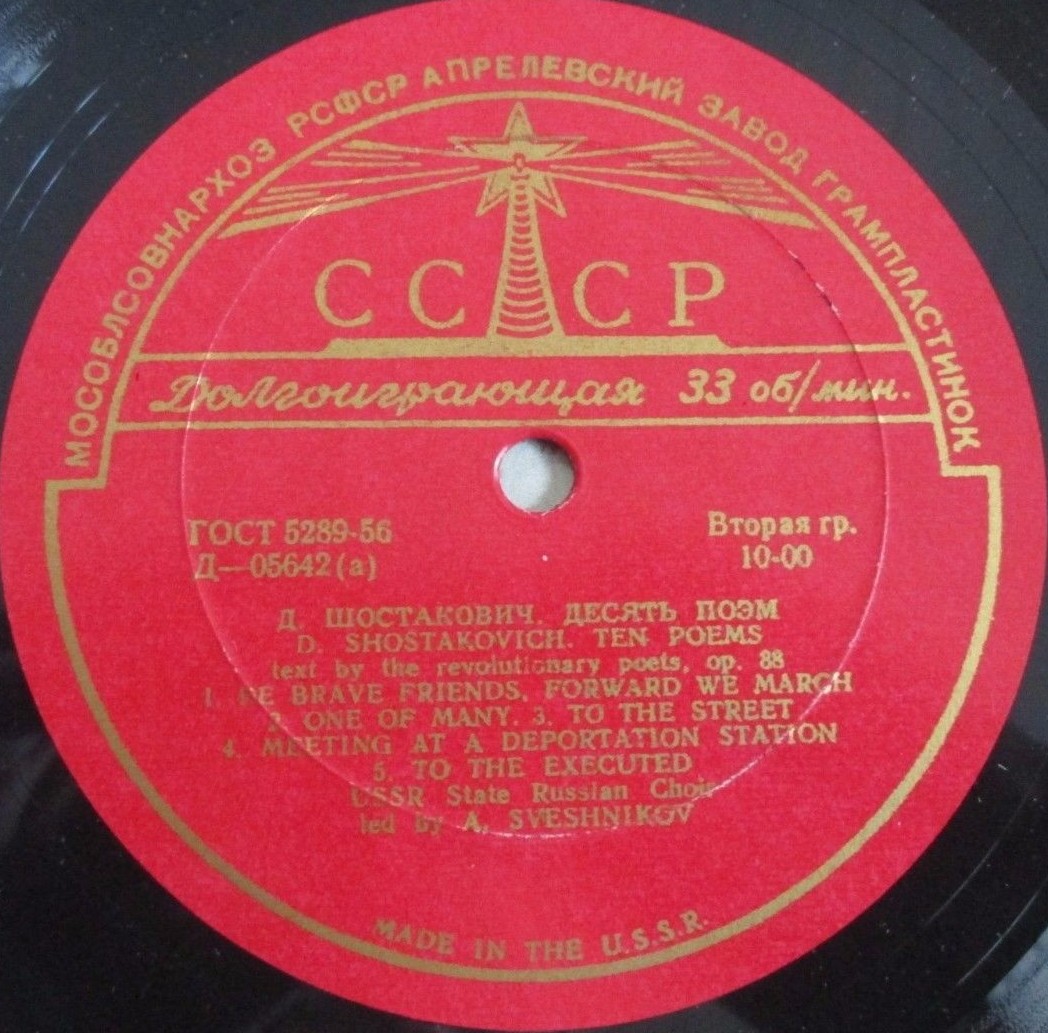 МОСОБЛСОВНАРХОЗ РСФСР АПРЕЛЕВСКИЙ ЗАВОД ГРАМПЛАСТИНОК
СССР
Долгоиграющая 33 об/мин.
ГОСТ 5289-56
Д—05642(а)
Вторая гр.
10-00
Д. ШОСТАКОВИЧ. ДЕСЯТЬ ПОЭМ
D. SHOSTAKOVICH. TEN POEMS
text by the revolutionary poets, op. 88
1. BE BRAVE FRIENDS, FORWARD WE MARCH
2. ONE OF MANY. 3. TO THE STREET
4. MEETING AT A DEPORTATION STATION
5. TO THE EXECUTED
USSR State Russian Choir
led by A. SVESHNIKOV
MADE IN THE U.S.S.R.